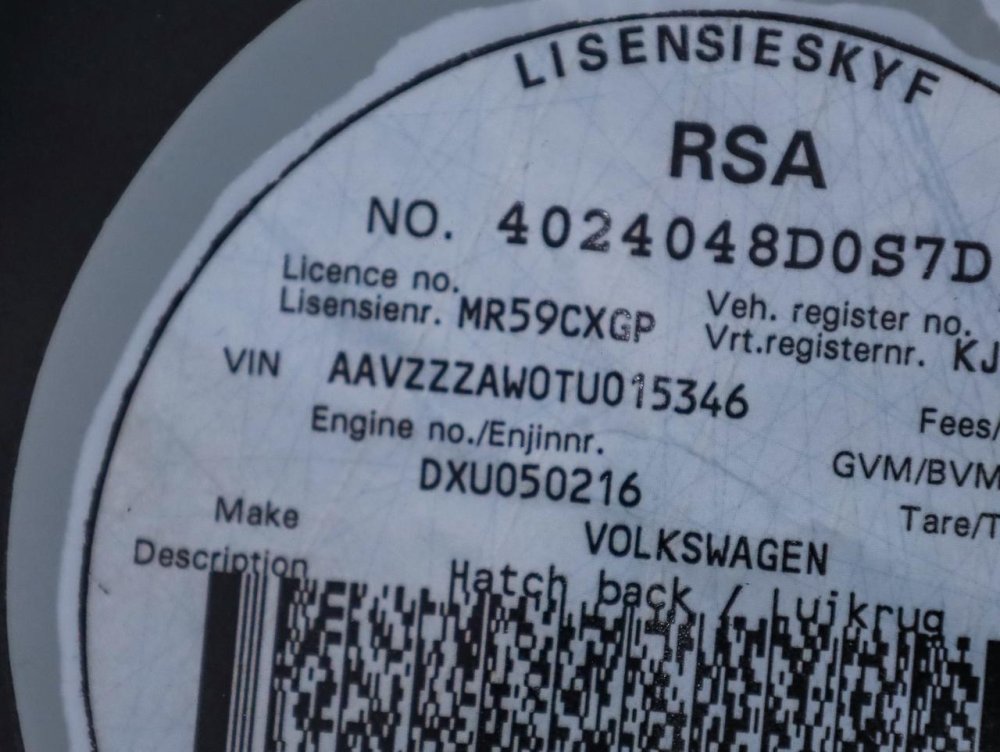 LISENSIESKYF
RSA
NO. 4024048D0S7D
Licence no.
Lisensienr. MR59CXGP
Veh. register no.
Vrt.registernr. KJ
VIN AAVZZZAW0TU015346
Engine no./Enjinnr.
DXU050216
Fees/
GVM/BVM
Tare/T
Make VOLKSWAGEN
Description Hatch back / Luikrug